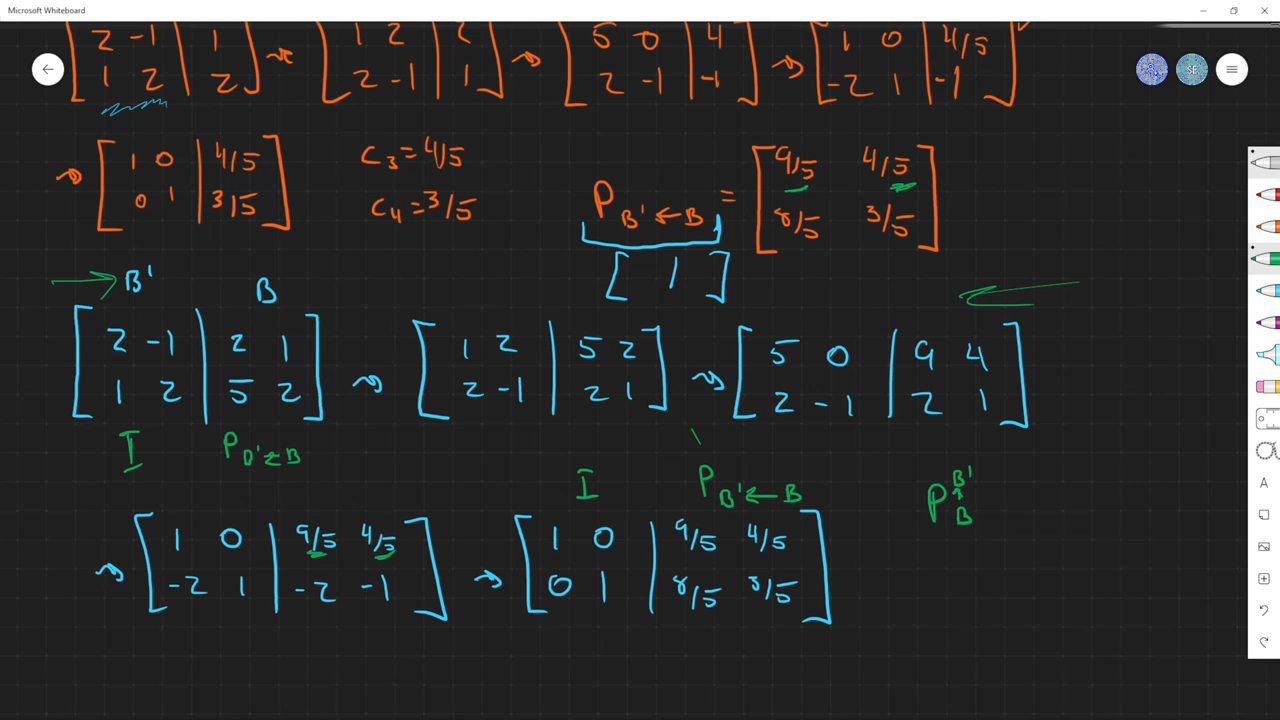 Microsoft Whiteboard
[ 2 -1 | 1 ] ~> [ 1 2 | 2 ] ~> [ 5 0 | 4 ] ~> [ 1 0 | 4/5 ]
[ 1 2 | 2 ] [ 2 -1 | 1 ] [ 2 -1 | -1 ] [ -2 1 | -1 ]
SE
~> [ 1 0 | 4/5 ] C3 = 4/5
[ 0 1 | 3/5 ] C4 = 3/5
P B' ← B = [ 9/5 4/5 ]
[ 8/5 3/5 ]
[ 1 ]
→ B' B ←
[ 2 -1 | 2 1 ] ~> [ 1 2 | 5 2 ] ~> [ 5 0 | 9 4 ]
[ 1 2 | 5 2 ] [ 2 -1 | 2 1 ] [ 2 -1 | 2 1 ]
I P B' ← B
I P B' ← B P B' ↑ B
~> [ 1 0 | 9/5 4/5 ] ~> [ 1 0 | 9/5 4/5 ]
[ -2 1 | -2 -1 ] [ 0 1 | 8/5 3/5 ]
A